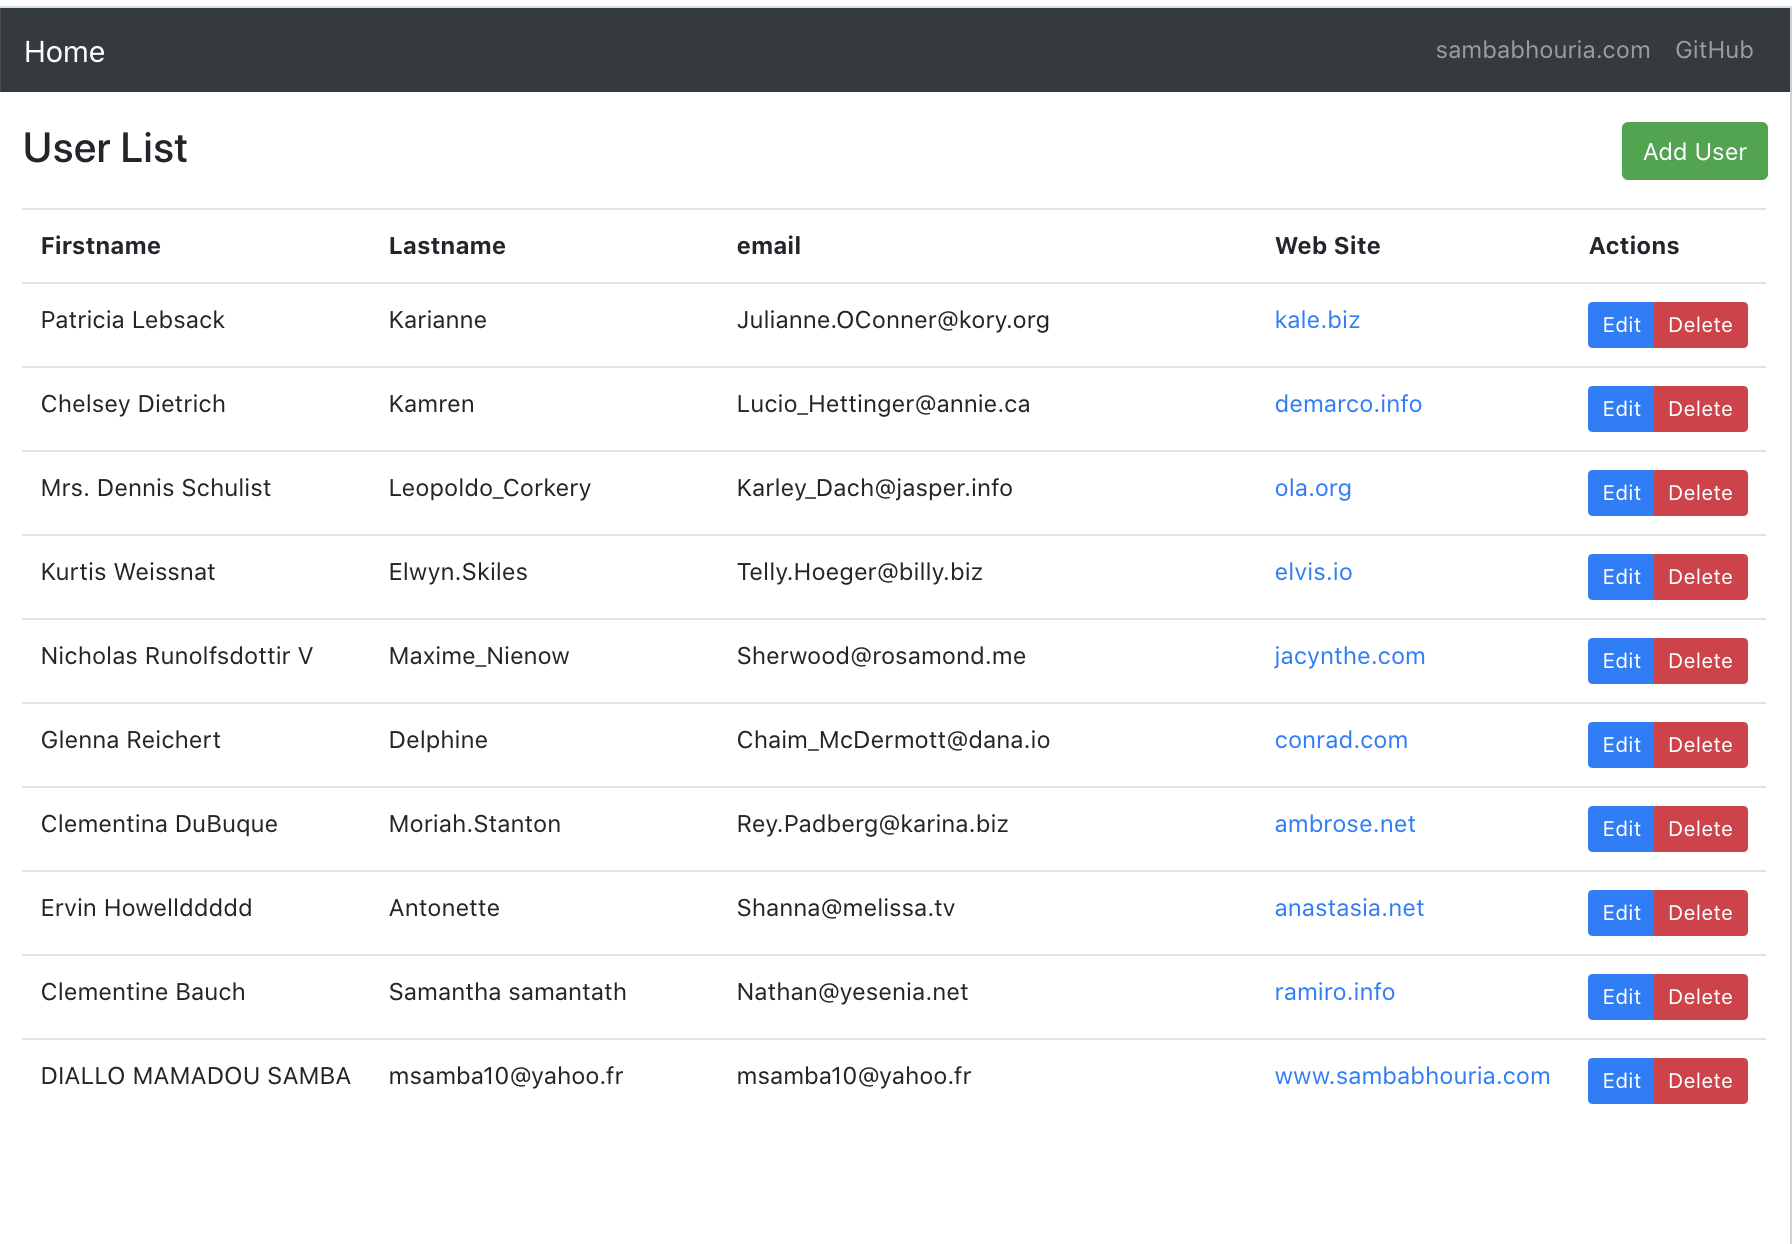 Home sambabhouria.com GitHub
User List Add User
Firstname Lastname email Web Site Actions
Patricia Lebsack Karianne Julianne.OConner@kory.org kale.biz Edit Delete
Chelsey Dietrich Kamren Lucio_Hettinger@annie.ca demarco.info Edit Delete
Mrs. Dennis Schulist Leopoldo_Corkery Karley_Dach@jasper.info ola.org Edit Delete
Kurtis Weissnat Elwyn.Skiles Telly.Hoeger@billy.biz elvis.io Edit Delete
Nicholas Runolfsdottir V Maxime_Nienow Sherwood@rosamond.me jacynthe.com Edit Delete
Glenna Reichert Delphine Chaim_McDermott@dana.io conrad.com Edit Delete
Clementina DuBuque Moriah.Stanton Rey.Padberg@karina.biz ambrose.net Edit Delete
Ervin Howellddddd Antonette Shanna@melissa.tv anastasia.net Edit Delete
Clementine Bauch Samantha samantath Nathan@yesenia.net ramiro.info Edit Delete
DIALLO MAMADOU SAMBA msamba10@yahoo.fr msamba10@yahoo.fr www.sambabhouria.com Edit Delete